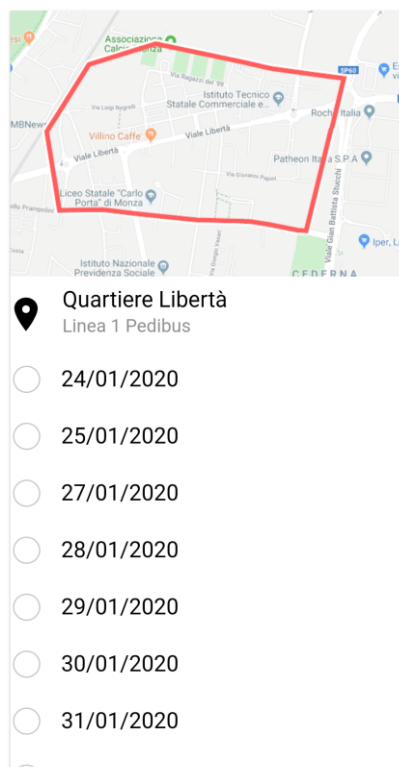 Associazione
Calcio Monza
esi
SP60
Via Ragazzi del '99
Istituto Tecnico
Statale Commerciale e...
Via Luigi Negrelli
Roche Italia
MBNews
Villino Caffe
Viale Libertà
Viale Libertà
Patheon Italia S.P.A
Via Giovanni Papini
Liceo Statale "Carlo
Porta" di Monza
Viale Gian Battista Stucchi
Iper, L
Istituto Nazionale
Previdenza Sociale
CEDERNA
Quartiere Libertà
Linea 1 Pedibus
24/01/2020
25/01/2020
27/01/2020
28/01/2020
29/01/2020
30/01/2020
31/01/2020